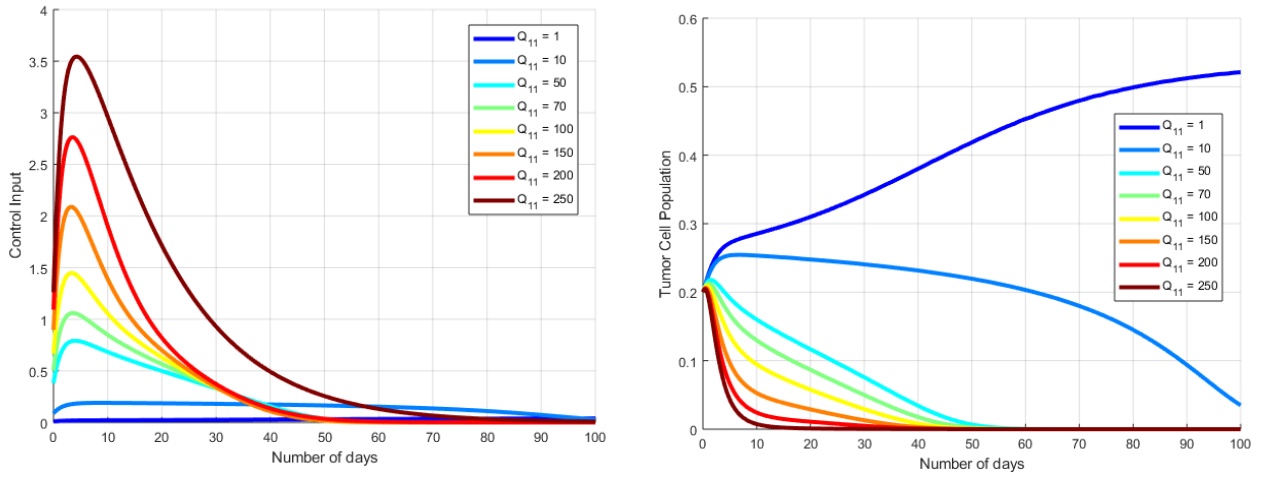 4
3.5
3
2.5
2
1.5
1
0.5
0
0 10 20 30 40 50 60 70 80 90 100
Control Input
Number of days
Q11 = 1
Q11 = 10
Q11 = 50
Q11 = 70
Q11 = 100
Q11 = 150
Q11 = 200
Q11 = 250
0.6
0.5
0.4
0.3
0.2
0.1
0
0 10 20 30 40 50 60 70 80 90 100
Tumor Cell Population
Number of days
Q11 = 1
Q11 = 10
Q11 = 50
Q11 = 70
Q11 = 100
Q11 = 150
Q11 = 200
Q11 = 250